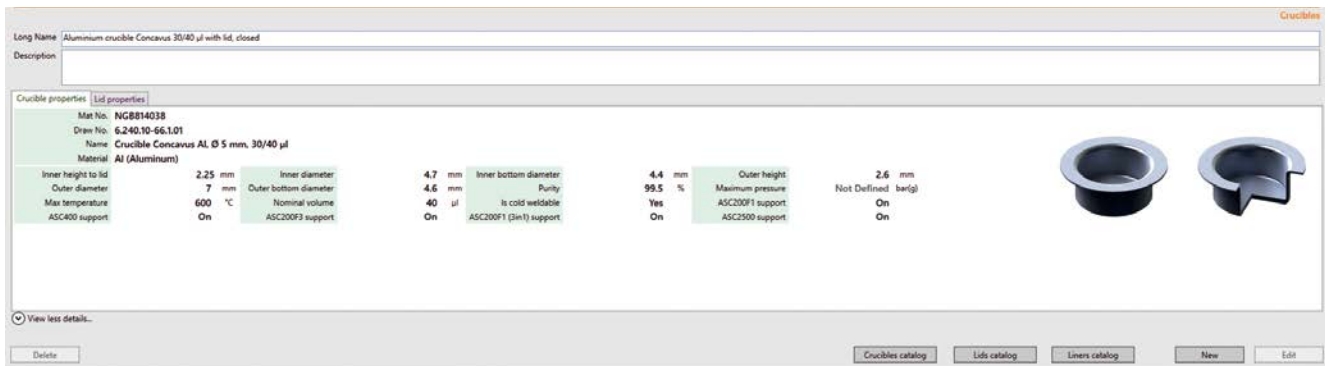 Crucibles
Long Name Aluminium crucible Concavus 30/40 µl with lid, closed
Description
Crucible properties Lid properties
Mat No. NGB814038
Draw No. 6.240.10-66.1.01
Name Crucible Concavus Al, Ø 5 mm, 30/40 µl
Material Al (Aluminum)
Inner height to lid 2.25 mm Inner diameter 4.7 mm Inner bottom diameter 4.4 mm Outer height 2.6 mm
Outer diameter 7 mm Outer bottom diameter 4.6 mm Purity 99.5 % Maximum pressure Not Defined bar(g)
Max temperature 600 °C Nominal volume 40 µl Is cold weldable Yes ASC200F1 support On
ASC400 support On ASC200F3 support On ASC200F1 (3in1) support On ASC2500 support On
View less details...
Delete Crucibles catalog Lids catalog Liners catalog New Edit